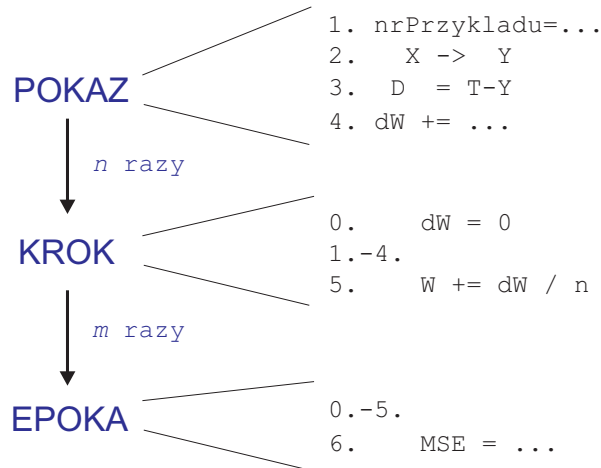 1. nrPrzykladu=...
2. X -> Y
POKAZ
3. D = T-Y
4. dW += ...
n razy
0. dW = 0
KROK
1.-4.
5. W += dW / n
m razy
EPOKA
0.-5.
6. MSE = ...